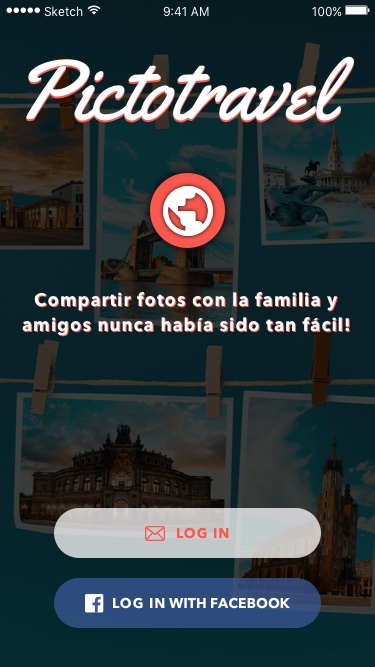 Sketch 9:41 AM 100%
Pictotravel
Compartir fotos con la familia y
amigos nunca había sido tan fácil!
LOG IN
LOG IN WITH FACEBOOK